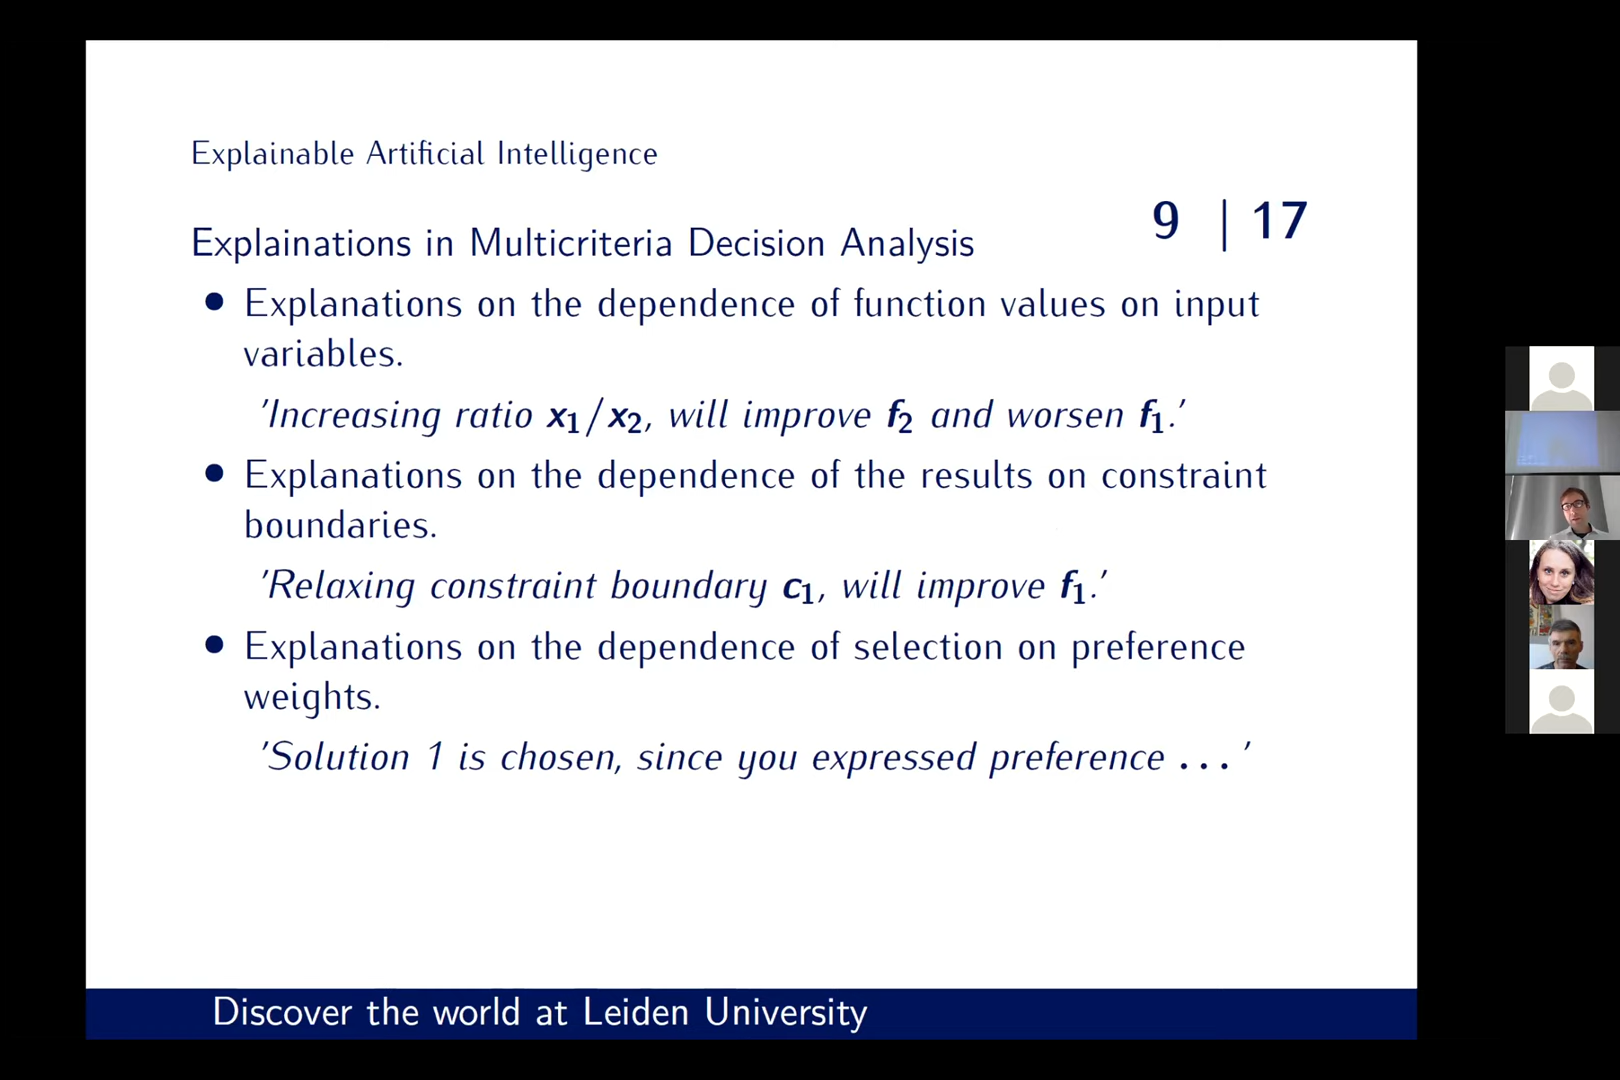 Explainable Artificial Intelligence
9 | 17
Explainations in Multicriteria Decision Analysis
• Explanations on the dependence of function values on input
variables.
'Increasing ratio x₁/x₂, will improve f₂ and worsen f₁.'
• Explanations on the dependence of the results on constraint
boundaries.
'Relaxing constraint boundary c₁, will improve f₁.'
• Explanations on the dependence of selection on preference
weights.
'Solution 1 is chosen, since you expressed preference ...'
Discover the world at Leiden University